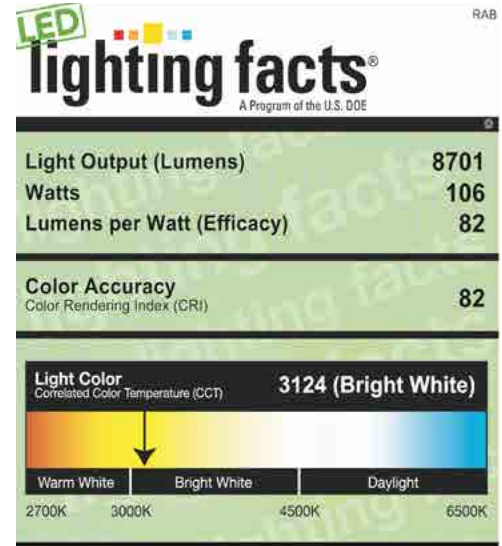 RAB
LED
lighting facts®
A Program of the U.S. DOE
Light Output (Lumens) 8701
Watts 106
Lumens per Watt (Efficacy) 82
Color Accuracy
Color Rendering Index (CRI) 82
Light Color
Correlated Color Temperature (CCT) 3124 (Bright White)
Warm White Bright White Daylight
2700K 3000K 4500K 6500K